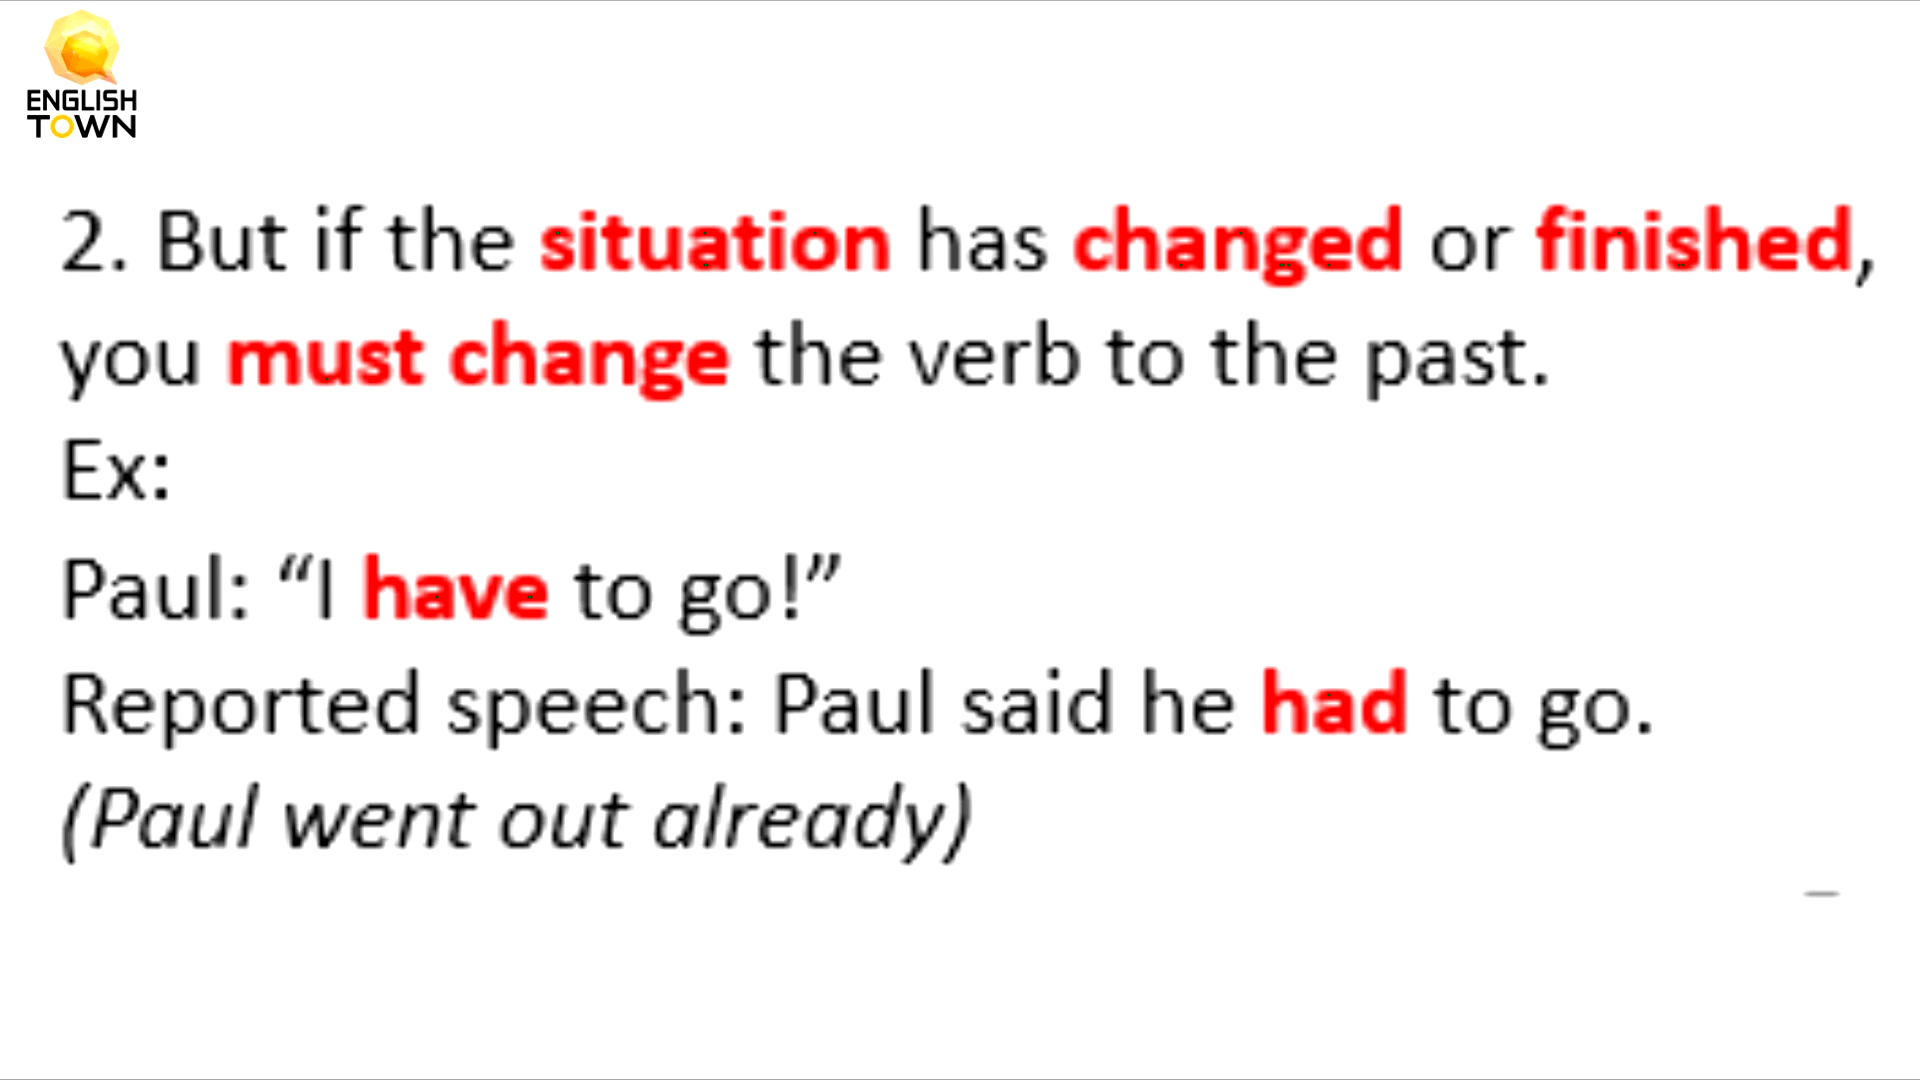 ENGLISH
TOWN
2. But if the situation has changed or finished,
you must change the verb to the past.
Ex:
Paul: “I have to go!”
Reported speech: Paul said he had to go.
(Paul went out already)